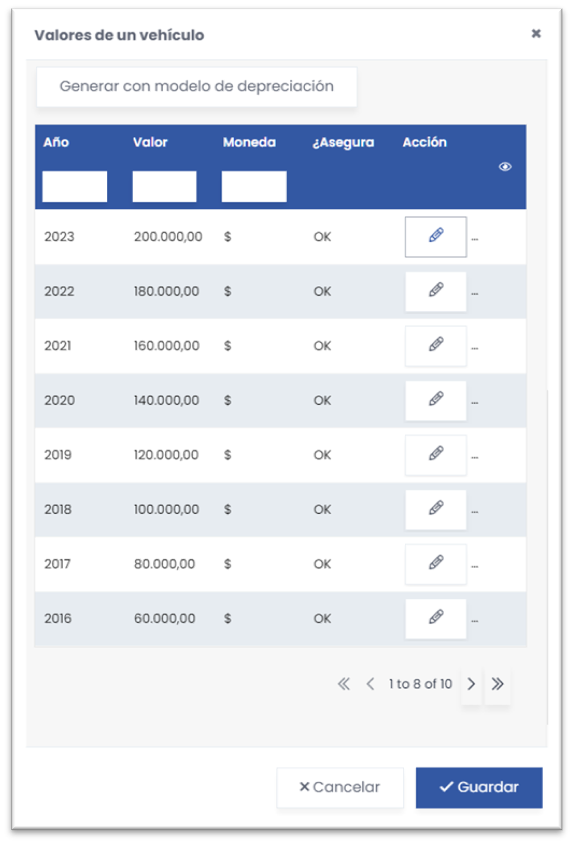 Valores de un vehículo
Generar con modelo de depreciación
Año Valor Moneda ¿Asegura Acción
2023 200.000,00 $ OK ...
2022 180.000,00 $ OK ...
2021 160.000,00 $ OK ...
2020 140.000,00 $ OK ...
2019 120.000,00 $ OK ...
2018 100.000,00 $ OK ...
2017 80.000,00 $ OK ...
2016 60.000,00 $ OK ...
1 to 8 of 10
Cancelar Guardar